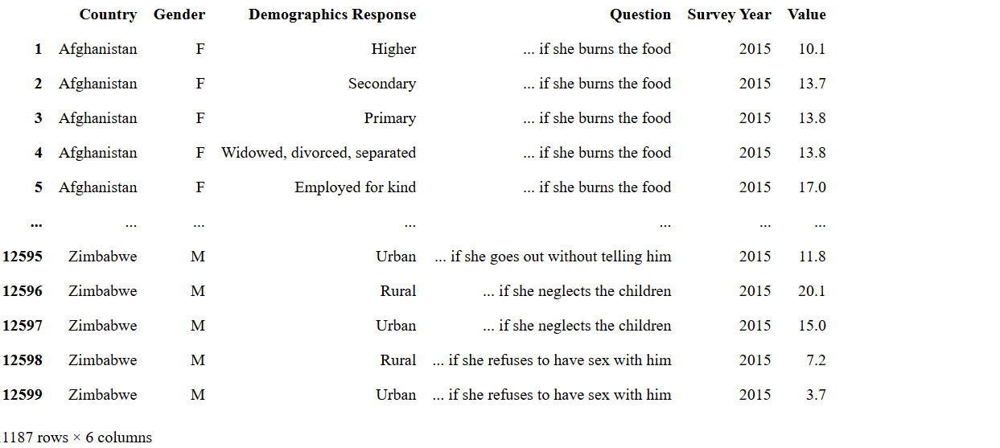 Country Gender Demographics Response Question Survey Year Value
1 Afghanistan F Higher ... if she burns the food 2015 10.1
2 Afghanistan F Secondary ... if she burns the food 2015 13.7
3 Afghanistan F Primary ... if she burns the food 2015 13.8
4 Afghanistan F Widowed, divorced, separated ... if she burns the food 2015 13.8
5 Afghanistan F Employed for kind ... if she burns the food 2015 17.0
... ... ... ... ... ... ...
12595 Zimbabwe M Urban ... if she goes out without telling him 2015 11.8
12596 Zimbabwe M Rural ... if she neglects the children 2015 20.1
12597 Zimbabwe M Urban ... if she neglects the children 2015 15.0
12598 Zimbabwe M Rural ... if she refuses to have sex with him 2015 7.2
12599 Zimbabwe M Urban ... if she refuses to have sex with him 2015 3.7
1187 rows × 6 columns